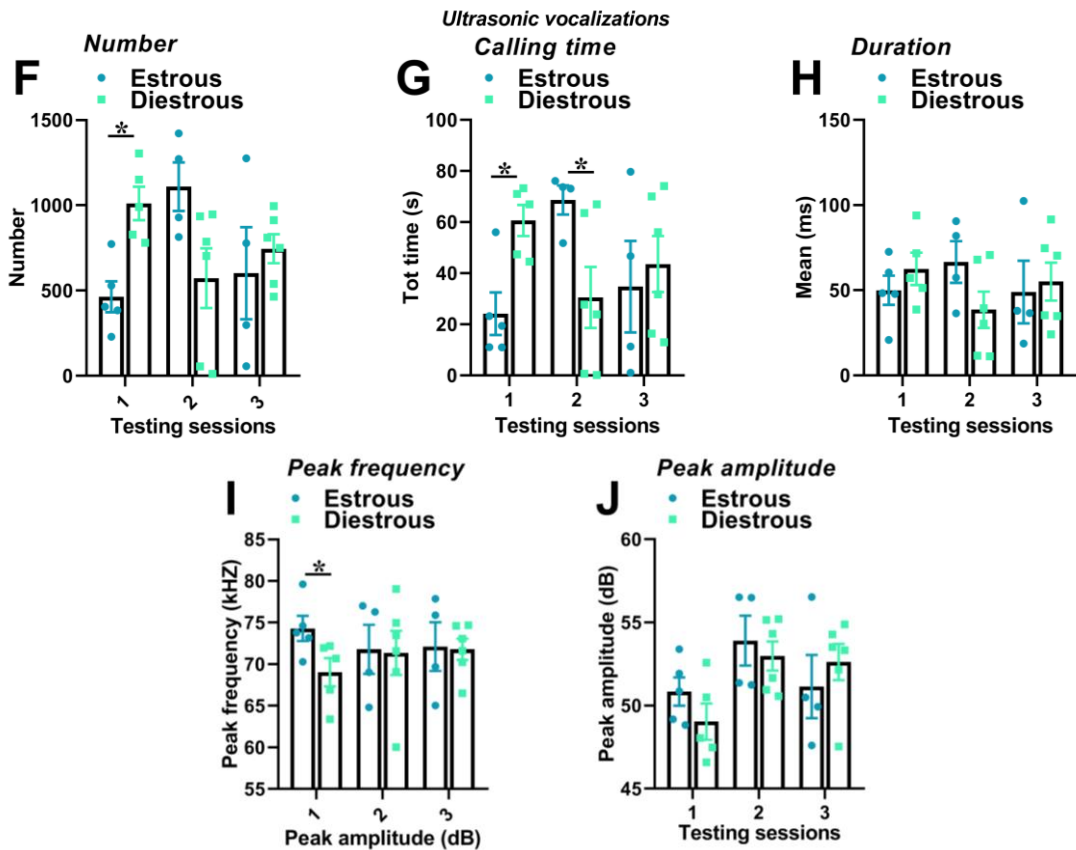 Ultrasonic vocalizations
F
Number
Estrous
Diestrous
*
1500
1000
500
0
Number
1
2
3
Testing sessions
G
Calling time
Estrous
Diestrous
*
*
100
80
60
40
20
0
Tot time (s)
1
2
3
Testing sessions
H
Duration
Estrous
Diestrous
150
100
50
0
Mean (ms)
1
2
3
Testing sessions
I
Peak frequency
Estrous
Diestrous
*
85
80
75
70
65
60
55
Peak frequency (kHZ)
1
2
3
Peak amplitude (dB)
J
Peak amplitude
Estrous
Diestrous
60
55
50
45
Peak amplitude (dB)
1
2
3
Testing sessions